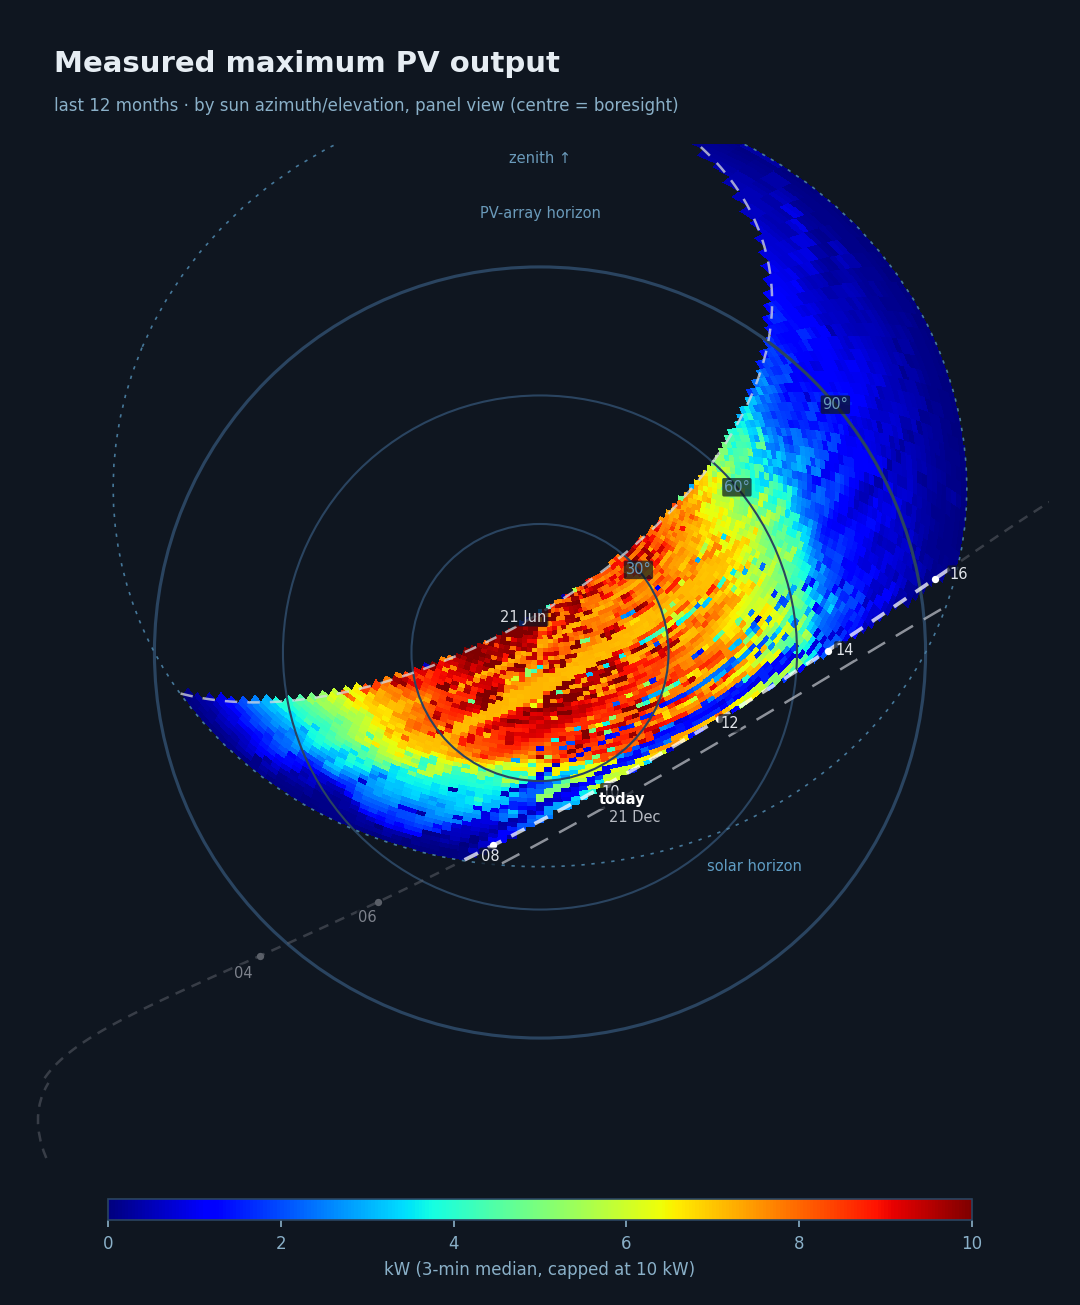 Measured maximum PV output
last 12 months · by sun azimuth/elevation, panel view (centre = boresight)
zenith ↑
PV-array horizon
90°
60°
30°
16
21 Jun
14
12
10
today
21 Dec
08
solar horizon
06
04
0 2 4 6 8 10
kW (3-min median, capped at 10 kW)